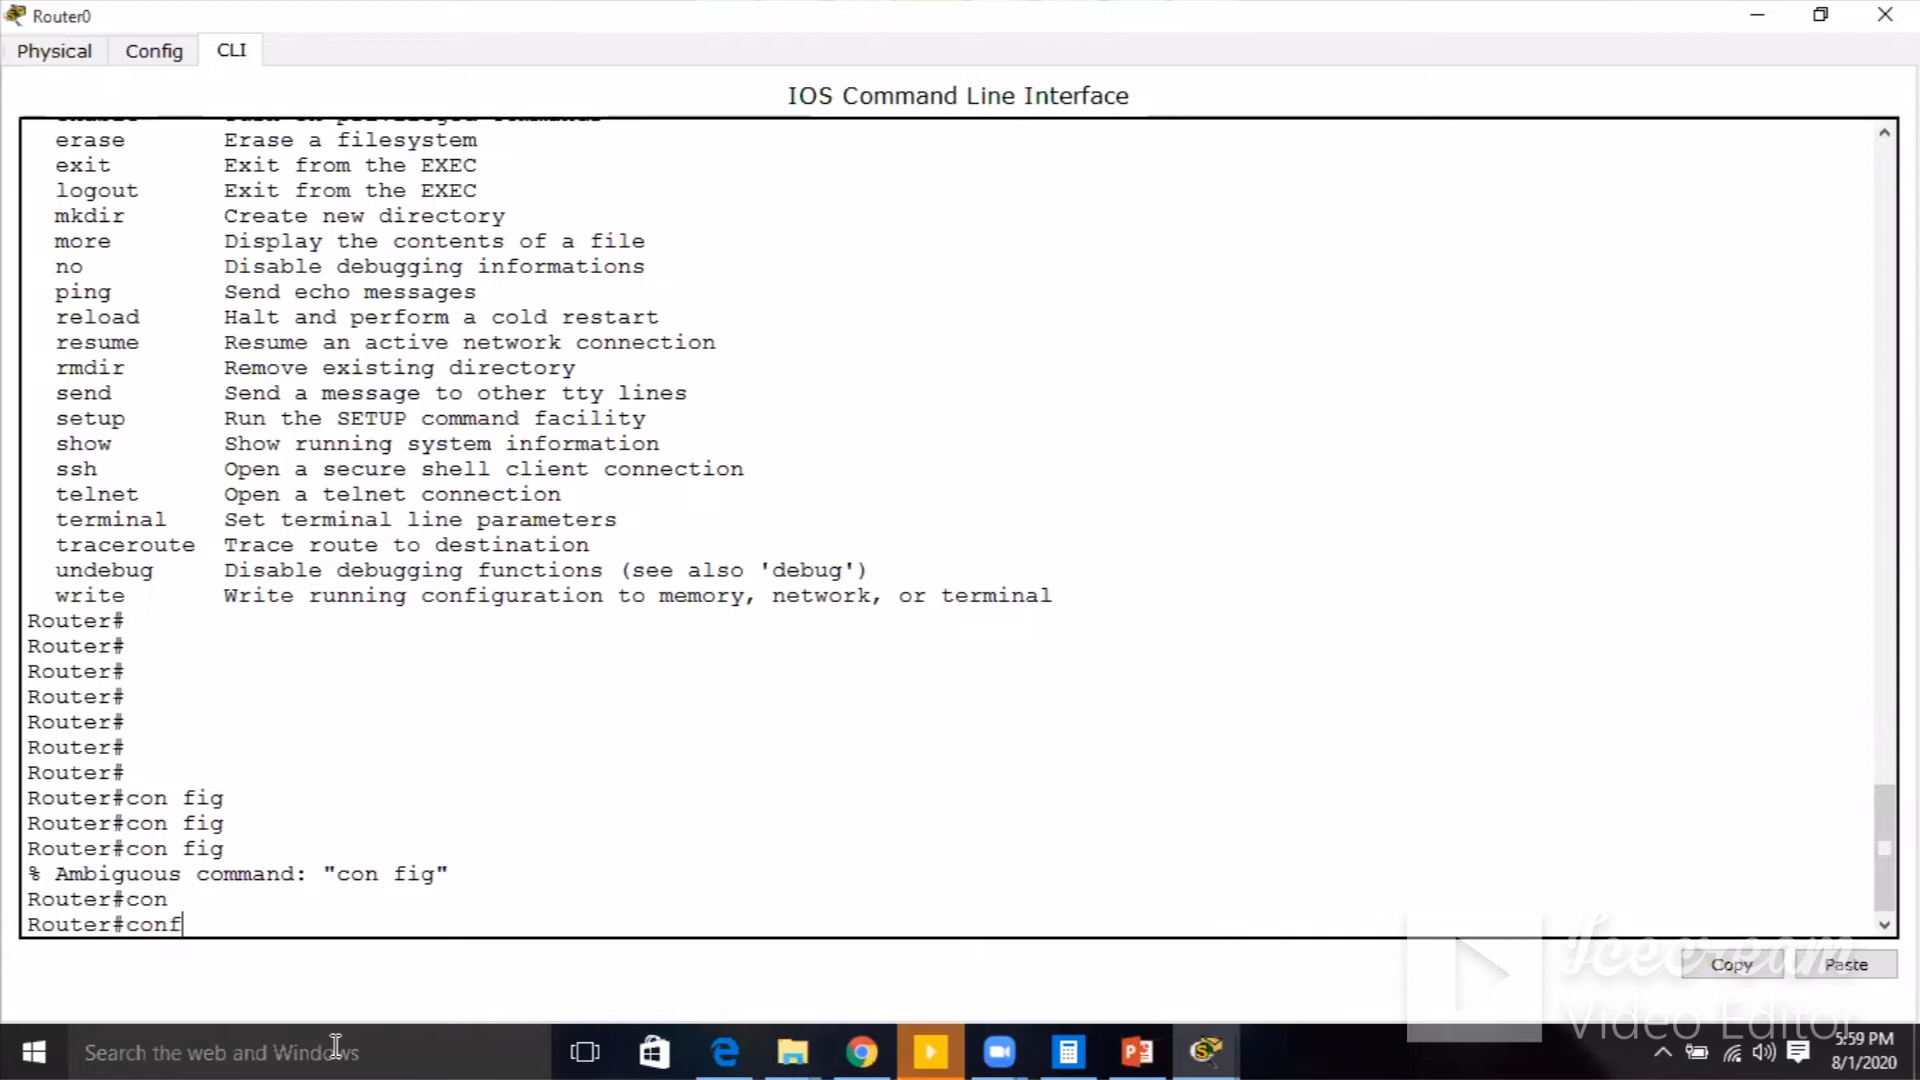 Router0
Physical Config CLI
IOS Command Line Interface
erase Erase a filesystem
exit Exit from the EXEC
logout Exit from the EXEC
mkdir Create new directory
more Display the contents of a file
no Disable debugging informations
ping Send echo messages
reload Halt and perform a cold restart
resume Resume an active network connection
rmdir Remove existing directory
send Send a message to other tty lines
setup Run the SETUP command facility
show Show running system information
ssh Open a secure shell client connection
telnet Open a telnet connection
terminal Set terminal line parameters
traceroute Trace route to destination
undebug Disable debugging functions (see also 'debug')
write Write running configuration to memory, network, or terminal
Router#
Router#
Router#
Router#
Router#
Router#
Router#
Router#con fig
Router#con fig
Router#con fig
% Ambiguous command: "con fig"
Router#con
Router#conf
Copy Paste
Icecream
Video Editor
Search the web and Windows
5:59 PM
8/1/2020